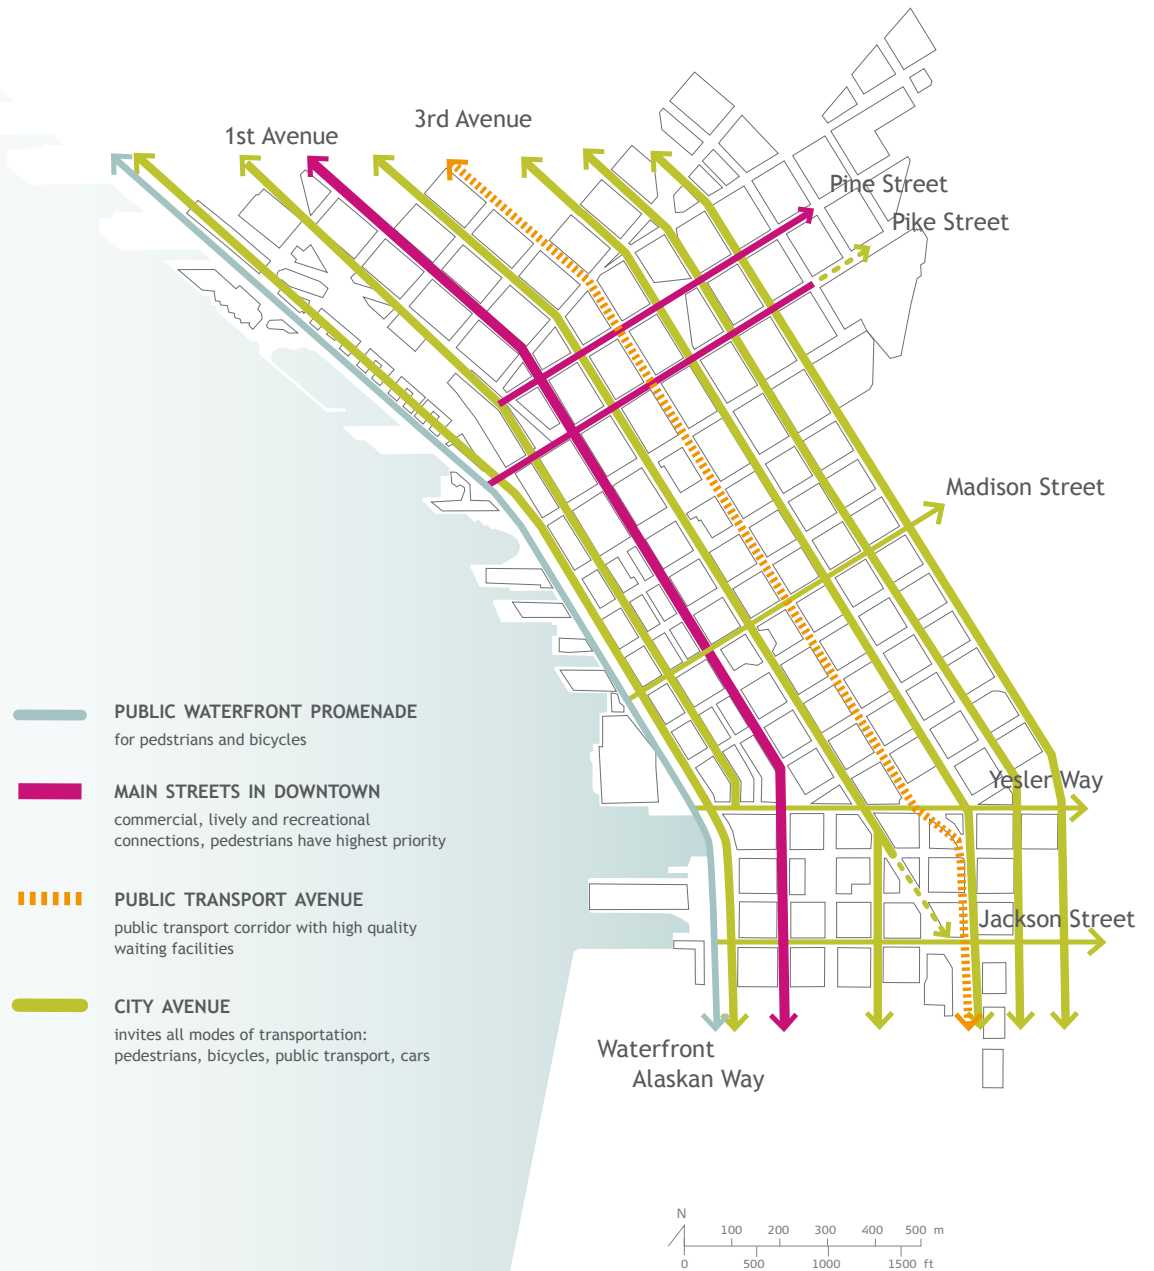 3rd Avenue
1st Avenue
Pine Street
Pike Street
Madison Street
PUBLIC WATERFRONT PROMENADE
for pedstrians and bicycles
MAIN STREETS IN DOWNTOWN
commercial, lively and recreational
connections, pedestrians have highest priority
PUBLIC TRANSPORT AVENUE
public transport corridor with high quality
waiting facilities
CITY AVENUE
invites all modes of transportation:
pedestrians, bicycles, public transport, cars
Yesler Way
Jackson Street
Waterfront
Alaskan Way
N
100 200 300 400 500 m
0 500 1000 1500 ft